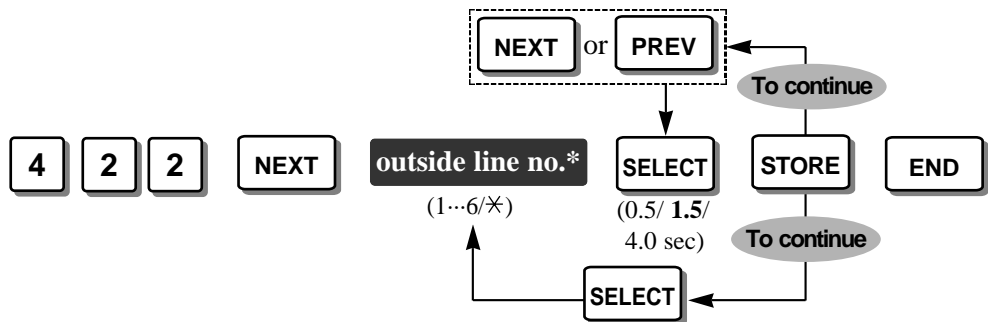 NEXT or PREV
To continue
4 2 2 NEXT outside line no.* SELECT STORE END
(1···6/✳) (0.5/ 1.5/
4.0 sec) To continue
SELECT